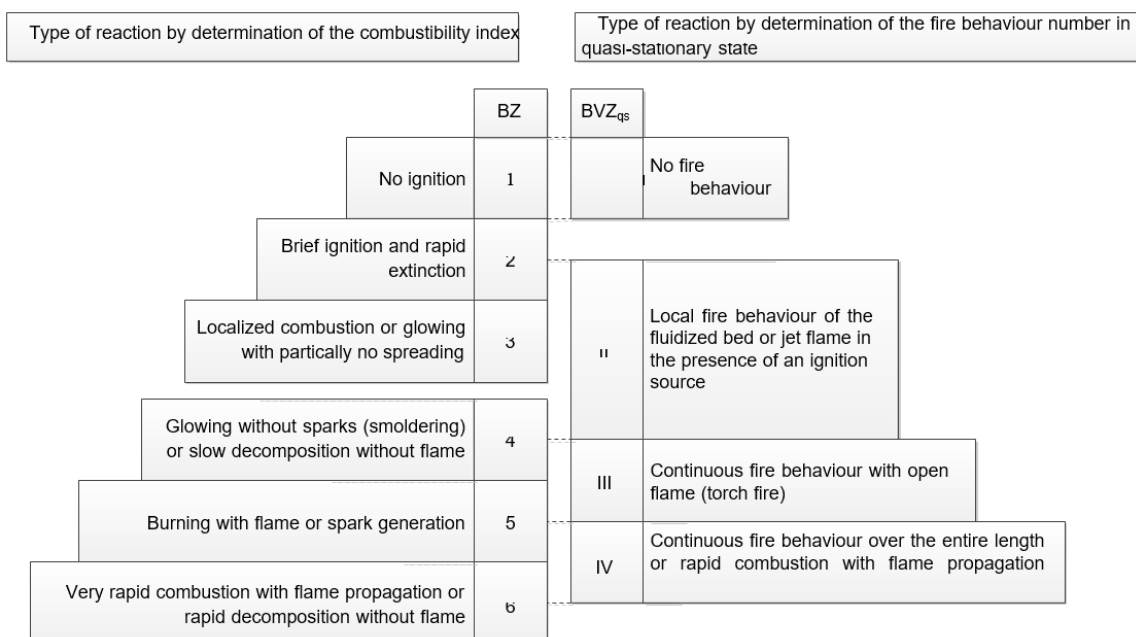 Type of reaction by determination of the combustibility index
Type of reaction by determination of the fire behaviour number in
quasi-stationary state
BZ
BVZqs
No ignition
1
No fire
behaviour
Brief ignition and rapid
extinction
2
Localized combustion or glowing
with partically no spreading
3
II
Local fire behaviour of the
fluidized bed or jet flame in
the presence of an ignition
source
Glowing without sparks (smoldering)
or slow decomposition without flame
4
III
Continuous fire behaviour with open
flame (torch fire)
Burning with flame or spark generation
5
IV
Continuous fire behaviour over the entire length
or rapid combustion with flame propagation
Very rapid combustion with flame propagation or
rapid decomposition without flame
6